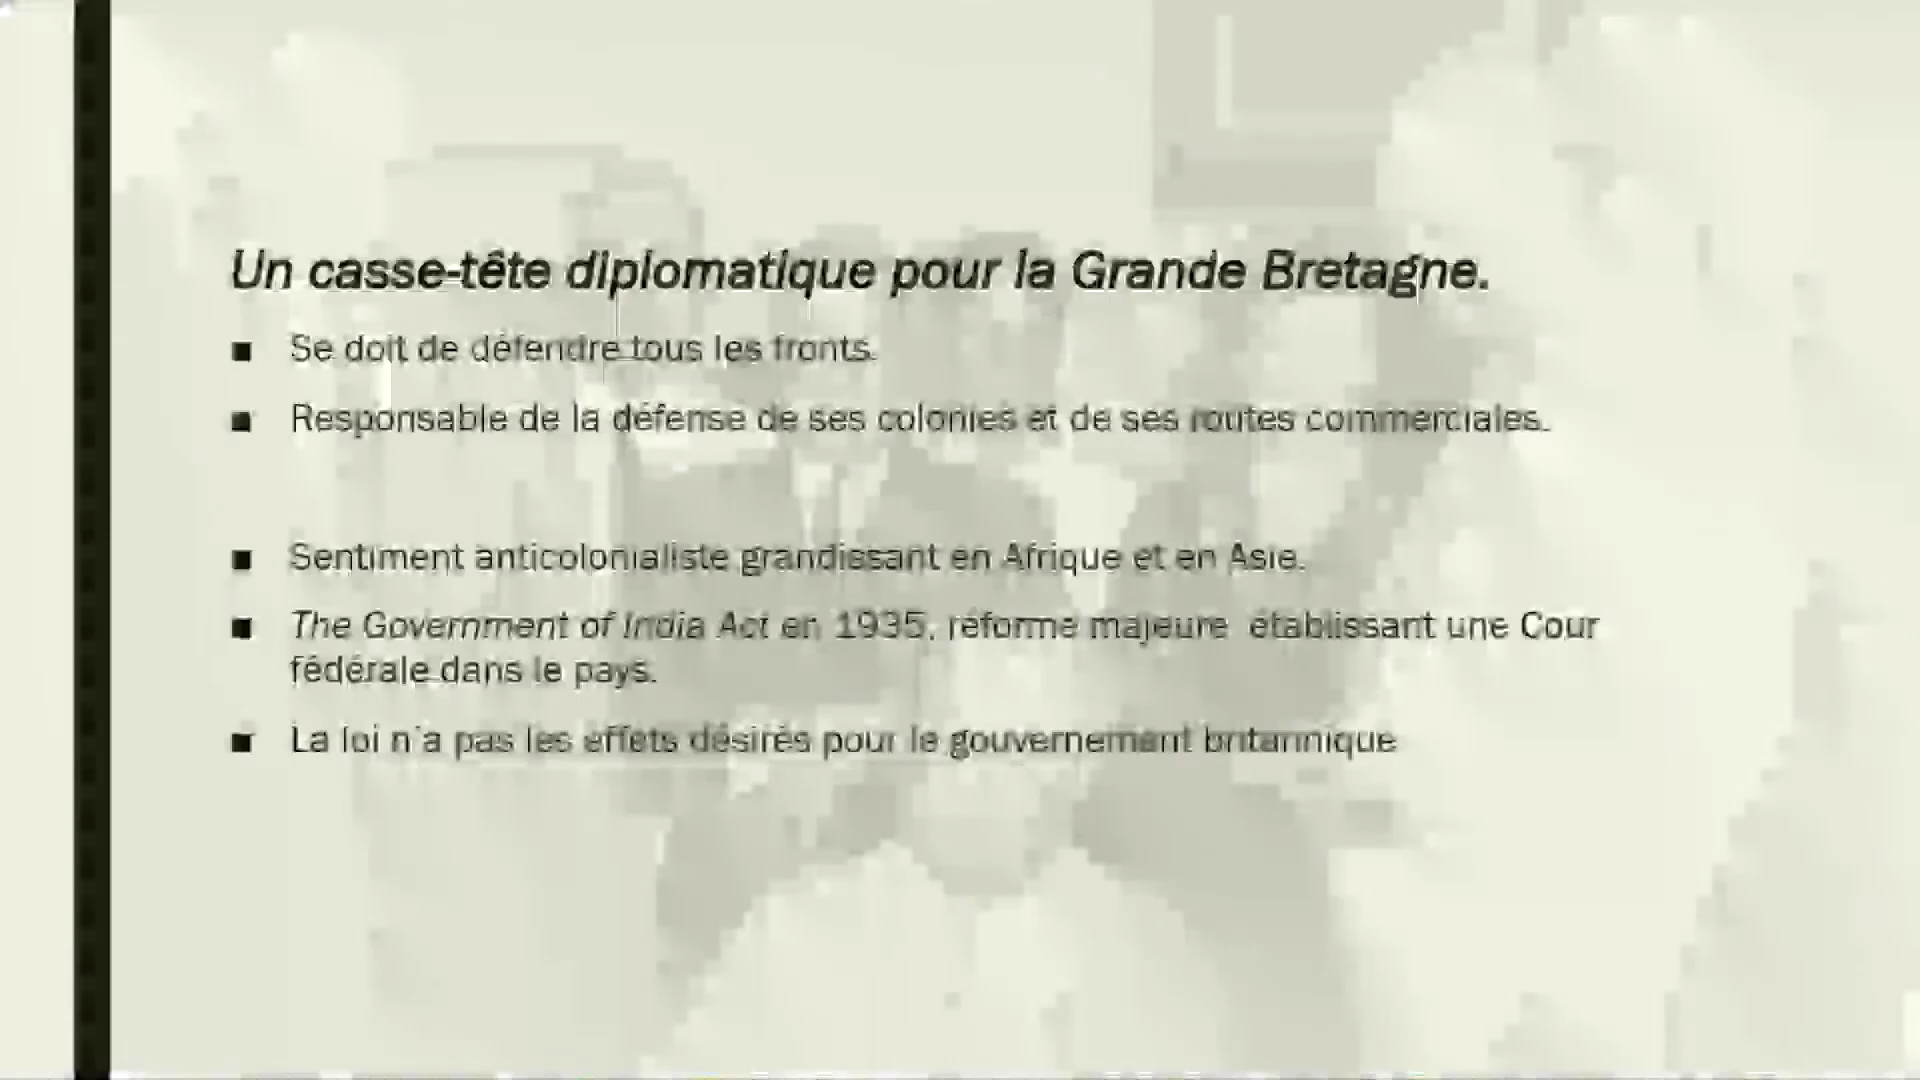 Un casse-tête diplomatique pour la Grande Bretagne.
▪ Se doit de défendre tous les fronts.
▪ Responsable de la défense de ses colonies et de ses routes commerciales.
▪ Sentiment anticolonialiste grandissant en Afrique et en Asie.
▪ The Government of India Act en 1935, réforme majeure établissant une Cour
fédérale dans le pays.
▪ La loi n'a pas les effets désirés pour le gouvernement britannique